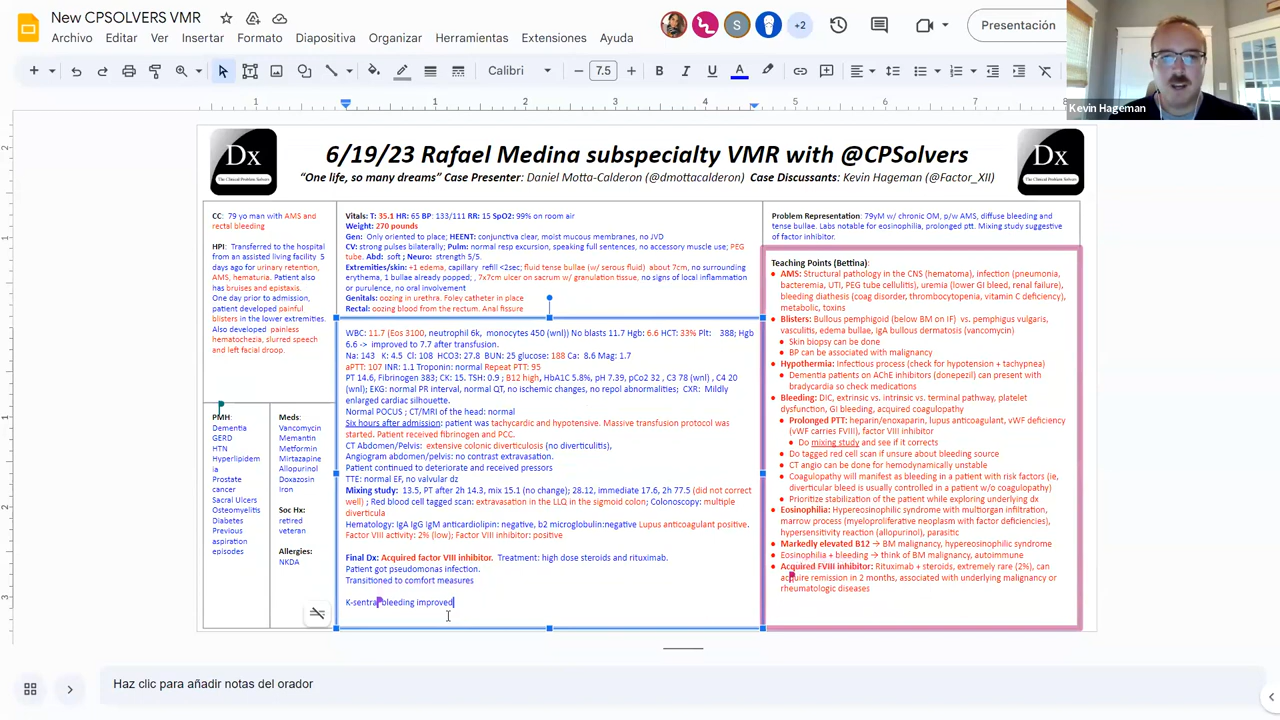 New CPSOLVERS VMR
Archivo Editar Ver Insertar Formato Diapositiva Organizar Herramientas Extensiones Ayuda
S
+2
Presentación
Kevin Hageman
Calibri
7.5
1 1 2 3 4 5 6 7 8
2
1
1
2
3
Dx
The Clinical Problem Solvers
6/19/23 Rafael Medina subspecialty VMR with @CPSolvers
"One life, so many dreams" Case Presenter: Daniel Motta-Calderon (@dmottacalderon) Case Discussants: Kevin Hageman (@Factor_XII)
Dx
The Clinical Problem Solvers
CC: 79 yo man with AMS and
rectal bleeding
HPI: Transferred to the hospital
from an assisted living facility 5
days ago for urinary retention,
AMS, hematuria. Patient also
has bruises and epistaxis.
One day prior to admission,
patient developed painful
blisters in the lower extremities.
Also developed painless
hematochezia, slurred speech
and left facial droop.
PMH:
Dementia
GERD
HTN
Hyperlipidem
ia
Prostate
cancer
Sacral Ulcers
Osteomyelitis
Diabetes
Previous
aspiration
episodes
Meds:
Vancomycin
Memantin
Metformin
Mirtazapine
Allopurinol
Doxazosin
Iron
Soc Hx:
retired
veteran
Allergies:
NKDA
Vitals: T: 35.1 HR: 65 BP: 133/111 RR: 15 SpO2: 99% on room air
Weight: 270 pounds
Gen: Only oriented to place; HEENT: conjunctiva clear, moist mucous membranes, no JVD
CV: strong pulses bilaterally; Pulm: normal resp excursion, speaking full sentences, no accessory muscle use; PEG
tube. Abd: soft ; Neuro: strength 5/5.
Extremities/skin: +1 edema, capillary refill <2sec; fluid tense bullae (w/ serous fluid) about 7cm, no surrounding
erythema, 1 bullae already popped; , 7x7cm ulcer on sacrum w/ granulation tissue, no signs of local infection
or purulence, no oral involvement
Genitals: oozing in urethra. Foley catheter in place
Rectal: oozing blood from the rectum. Anal fissure
WBC: 11.7 (Eos 3100, neutrophil 6k, monocytes 450 (wnl)) No blasts 11.7 Hgb: 6.6 HCT: 33% Plt: 388; Hgb
6.6 -> improved to 7.7 after transfusion.
Na: 143 K: 4.5 Cl: 108 HCO3: 27.8 BUN: 25 glucose: 188 Ca: 8.6 Mag: 1.7
aPTT: 107 INR: 1.1 Troponin: normal Repeat PTT: 95
PT 14.6, Fibrinogen 383; CK: 15. TSH: 0.9 ; B12 high, HbA1C 5.8%, pH 7.39, pCo2 32 , C3 78 (wnl) , C4 20
(wnl); EKG: normal PR interval, normal QT, no ischemic changes, no repol abnormalities; CXR: Mildly
enlarged cardiac silhouette.
Normal POCUS ; CT/MRI of the head: normal
Six hours after admission: patient was tachycardic and hypotensive. Massive transfusion protocol was
started. Patient received fibrinogen and PCC.
CT Abdomen/Pelvis: extensive colonic diverticulosis (no diverticulitis),
Angiogram abdomen/pelvis: no contrast extravasation.
Patient continued to deteriorate and received pressors
TTE: normal EF, no valvular dz
Mixing study: 13.5, PT after 2h 14.3, mix 15.1 (no change); 28.12, immediate 17.6, 2h 77.5 (did not correct
well) ; Red blood cell tagged scan: extravasation in the LLQ in the sigmoid colon; Colonoscopy: multiple
diverticula
Hematology: IgA IgG IgM anticardiolipin: negative, b2 microglobulin:negative Lupus anticoagulant positive.
Factor VIII activity: 2% (low); Factor VIII inhibitor: positive
Final Dx: Acquired factor VIII inhibitor. Treatment: high dose steroids and rituximab.
Patient got pseudomonas infection.
Transitioned to comfort measures
K-sentra bleeding improved
Problem Representation: 79yM w/ chronic OM, p/w AMS, diffuse bleeding and
tense bullae. Labs notable for eosinophilia, prolonged ptt. Mixing study suggestive
of factor inhibitor.
Teaching Points (Bettina):
• AMS: Structural pathology in the CNS (hematoma), infection (pneumonia,
bacteremia, UTI, PEG tube cellulitis), uremia (lower GI bleed, renal failure),
bleeding diathesis (coag disorder, thrombocytopenia, vitamin C deficiency),
metabolic, toxins
• Blisters: Bullous pemphigoid (below BM on IF) vs. pemphigus vulgaris,
vasculitis, edema bullae, IgA bullous dermatosis (vancomycin)
• Skin biopsy can be done
• BP can be associated with malignancy
• Hypothermia: Infectious process (check for hypotension + tachypnea)
• Dementia patients on AChE inhibitors (donepezil) can present with
bradycardia so check medications
• Bleeding: DIC, extrinsic vs. intrinsic vs. terminal pathway, platelet
dysfunction, GI bleeding, acquired coagulopathy
• Prolonged PTT: heparin/enoxaparin, lupus anticoagulant, vWF deficiency
(vWF carries FVIII), factor VIII inhibitor
• Do mixing study and see if it corrects
• Do tagged red cell scan if unsure about bleeding source
• CT angio can be done for hemodynamically unstable
• Coagulopathy will manifest as bleeding in a patient with risk factors (ie,
diverticular bleed is usually controlled in a patient w/o coagulopathy)
• Prioritize stabilization of the patient while exploring underlying dx
• Eosinophilia: Hypereosinophilic syndrome with multiorgan infiltration,
marrow process (myeloproliferative neoplasm with factor deficiency),
hypersensitivity reaction (allopurinol), parasitic
• Markedly elevated B12 → BM malignancy, hypereosinophilic syndrome
• Eosinophilia + bleeding → think of BM malignancy, autoimmune
• Acquired FVIII inhibitor: Rituximab + steroids, extremely rare (2%), can
acquire remission in 2 months, associated with underlying malignancy or
rheumatologic diseases
Haz clic para añadir notas del orador